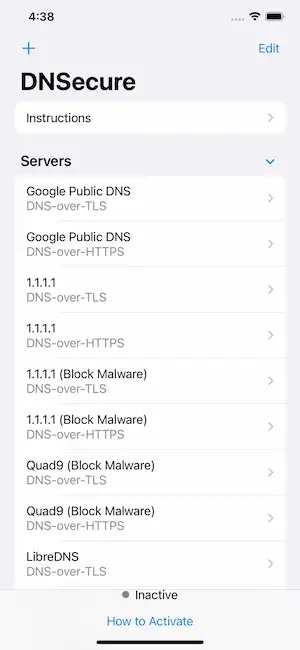 4:38
Edit
DNSecure
Instructions
Servers
Google Public DNS
DNS-over-TLS
Google Public DNS
DNS-over-HTTPS
1.1.1.1
DNS-over-TLS
1.1.1.1
DNS-over-HTTPS
1.1.1.1 (Block Malware)
DNS-over-TLS
1.1.1.1 (Block Malware)
DNS-over-HTTPS
Quad9 (Block Malware)
DNS-over-TLS
Quad9 (Block Malware)
DNS-over-HTTPS
LibreDNS
DNS-over-TLS
Inactive
How to Activate